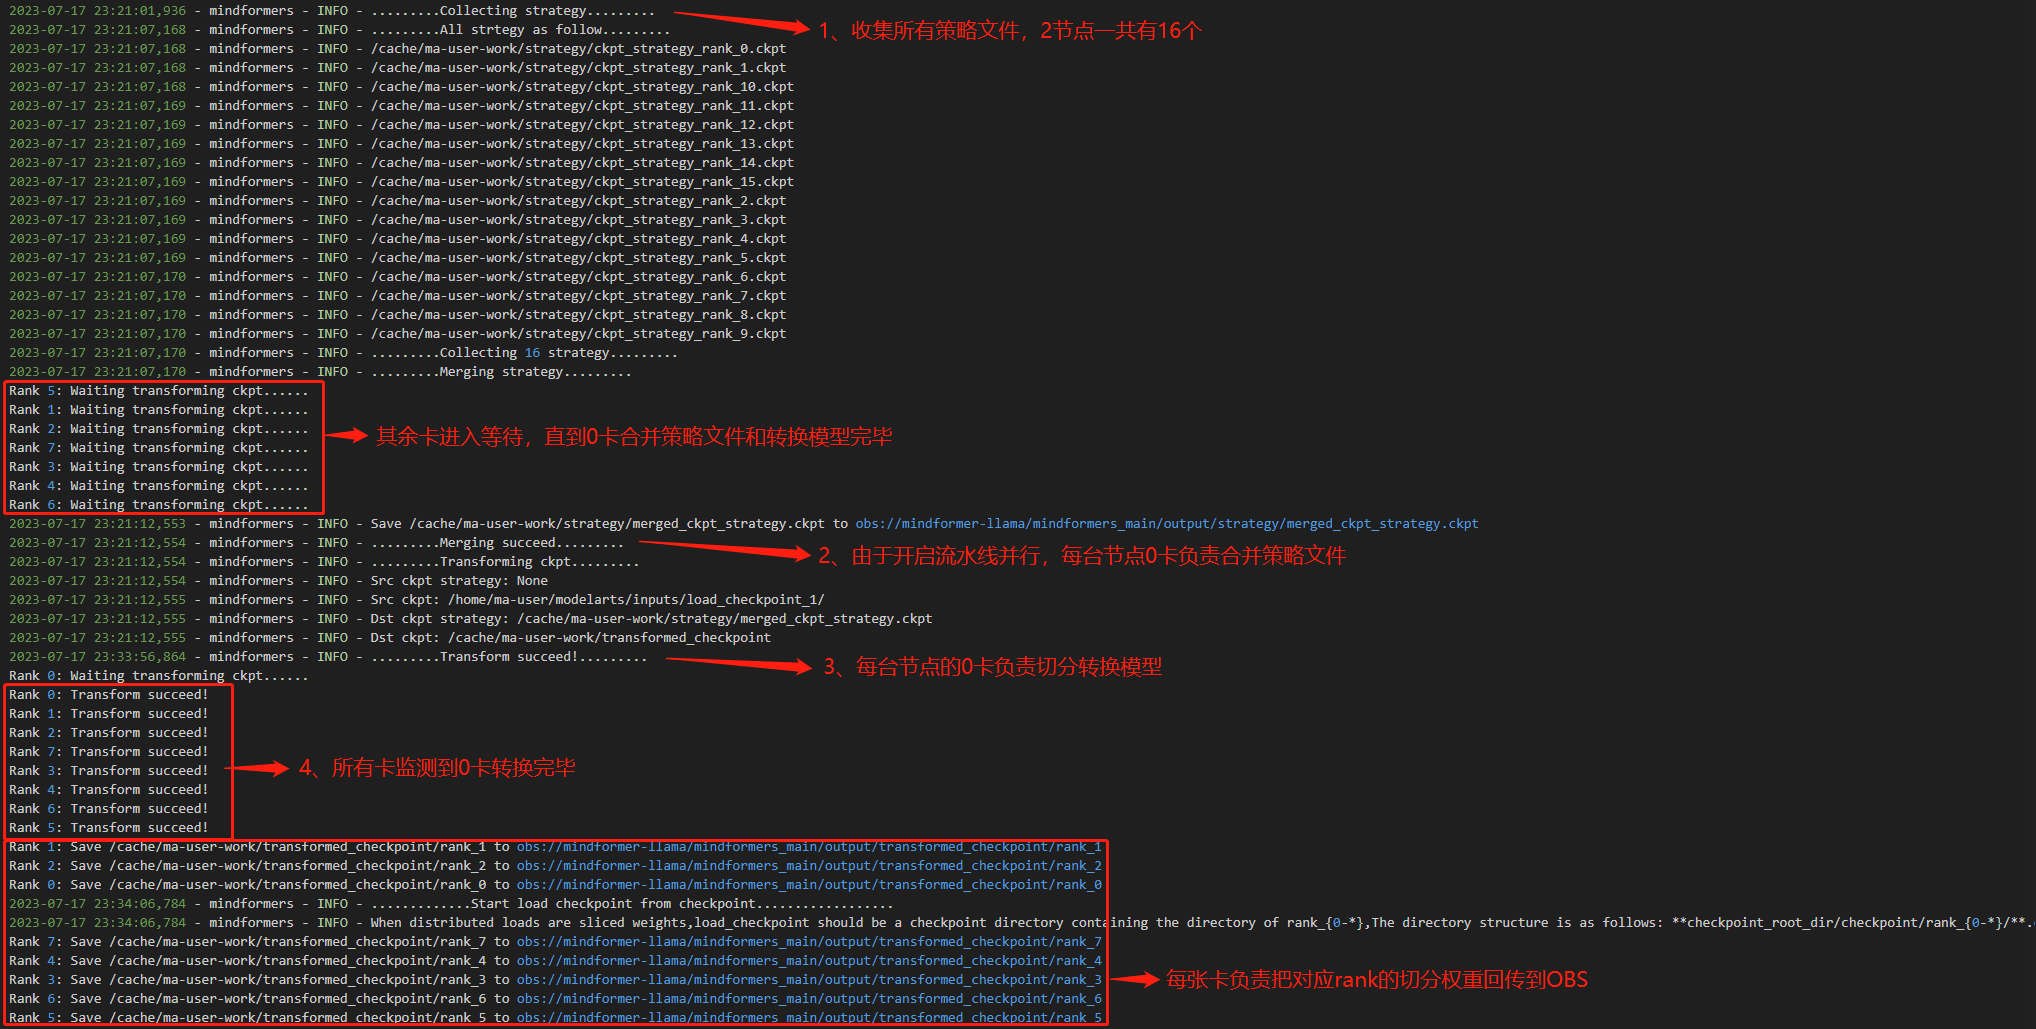 2023-07-17 23:21:01,936 - mindformers - INFO - .........Collecting strategy.........
1、收集所有策略文件，2节点一共有16个
2023-07-17 23:21:07,168 - mindformers - INFO - .........All strtegy as follow.........
2023-07-17 23:21:07,168 - mindformers - INFO - /cache/ma-user-work/strategy/ckpt_strategy_rank_0.ckpt
2023-07-17 23:21:07,168 - mindformers - INFO - /cache/ma-user-work/strategy/ckpt_strategy_rank_1.ckpt
2023-07-17 23:21:07,168 - mindformers - INFO - /cache/ma-user-work/strategy/ckpt_strategy_rank_10.ckpt
2023-07-17 23:21:07,169 - mindformers - INFO - /cache/ma-user-work/strategy/ckpt_strategy_rank_11.ckpt
2023-07-17 23:21:07,169 - mindformers - INFO - /cache/ma-user-work/strategy/ckpt_strategy_rank_12.ckpt
2023-07-17 23:21:07,169 - mindformers - INFO - /cache/ma-user-work/strategy/ckpt_strategy_rank_13.ckpt
2023-07-17 23:21:07,169 - mindformers - INFO - /cache/ma-user-work/strategy/ckpt_strategy_rank_14.ckpt
2023-07-17 23:21:07,169 - mindformers - INFO - /cache/ma-user-work/strategy/ckpt_strategy_rank_15.ckpt
2023-07-17 23:21:07,169 - mindformers - INFO - /cache/ma-user-work/strategy/ckpt_strategy_rank_2.ckpt
2023-07-17 23:21:07,169 - mindformers - INFO - /cache/ma-user-work/strategy/ckpt_strategy_rank_3.ckpt
2023-07-17 23:21:07,169 - mindformers - INFO - /cache/ma-user-work/strategy/ckpt_strategy_rank_4.ckpt
2023-07-17 23:21:07,169 - mindformers - INFO - /cache/ma-user-work/strategy/ckpt_strategy_rank_5.ckpt
2023-07-17 23:21:07,170 - mindformers - INFO - /cache/ma-user-work/strategy/ckpt_strategy_rank_6.ckpt
2023-07-17 23:21:07,170 - mindformers - INFO - /cache/ma-user-work/strategy/ckpt_strategy_rank_7.ckpt
2023-07-17 23:21:07,170 - mindformers - INFO - /cache/ma-user-work/strategy/ckpt_strategy_rank_8.ckpt
2023-07-17 23:21:07,170 - mindformers - INFO - /cache/ma-user-work/strategy/ckpt_strategy_rank_9.ckpt
2023-07-17 23:21:07,170 - mindformers - INFO - .........Collecting 16 strategy.........
2023-07-17 23:21:07,170 - mindformers - INFO - .........Merging strategy.........
Rank 5: Waiting transforming ckpt......
Rank 1: Waiting transforming ckpt......
Rank 2: Waiting transforming ckpt......
其余卡进入等待，直到0卡合并策略文件和转换模型完毕
Rank 7: Waiting transforming ckpt......
Rank 3: Waiting transforming ckpt......
Rank 4: Waiting transforming ckpt......
Rank 6: Waiting transforming ckpt......
2023-07-17 23:21:12,553 - mindformers - INFO - Save /cache/ma-user-work/strategy/merged_ckpt_strategy.ckpt to obs://mindformer-llama/mindformers_main/output/strategy/merged_ckpt_strategy.ckpt
2023-07-17 23:21:12,554 - mindformers - INFO - .........Merging succeed.........
2、由于开启流水线并行，每台节点0卡负责合并策略文件
2023-07-17 23:21:12,554 - mindformers - INFO - .........Transforming ckpt.........
2023-07-17 23:21:12,554 - mindformers - INFO - Src ckpt strategy: None
2023-07-17 23:21:12,555 - mindformers - INFO - Src ckpt: /home/ma-user/modelarts/inputs/load_checkpoint_1/
2023-07-17 23:21:12,555 - mindformers - INFO - Dst ckpt strategy: /cache/ma-user-work/strategy/merged_ckpt_strategy.ckpt
2023-07-17 23:21:12,555 - mindformers - INFO - Dst ckpt: /cache/ma-user-work/transformed_checkpoint
2023-07-17 23:33:56,864 - mindformers - INFO - .........Transform succeed!.........
3、每台节点的0卡负责切分转换模型
Rank 0: Waiting transforming ckpt......
Rank 0: Transform succeed!
Rank 1: Transform succeed!
Rank 2: Transform succeed!
Rank 7: Transform succeed!
Rank 3: Transform succeed!
4、所有卡监测到0卡转换完毕
Rank 4: Transform succeed!
Rank 6: Transform succeed!
Rank 5: Transform succeed!
Rank 1: Save /cache/ma-user-work/transformed_checkpoint/rank_1 to obs://mindformer-llama/mindformers_main/output/transformed_checkpoint/rank_1
Rank 2: Save /cache/ma-user-work/transformed_checkpoint/rank_2 to obs://mindformer-llama/mindformers_main/output/transformed_checkpoint/rank_2
Rank 0: Save /cache/ma-user-work/transformed_checkpoint/rank_0 to obs://mindformer-llama/mindformers_main/output/transformed_checkpoint/rank_0
2023-07-17 23:34:06,784 - mindformers - INFO - .............Start load checkpoint from checkpoint..................
2023-07-17 23:34:06,784 - mindformers - INFO - When distributed loads are sliced weights,load_checkpoint should be a checkpoint directory containing the directory of rank_{0-*},The directory structure is as follows: **checkpoint_root_dir/checkpoint/rank_{0-*}/**.
Rank 7: Save /cache/ma-user-work/transformed_checkpoint/rank_7 to obs://mindformer-llama/mindformers_main/output/transformed_checkpoint/rank_7
Rank 4: Save /cache/ma-user-work/transformed_checkpoint/rank_4 to obs://mindformer-llama/mindformers_main/output/transformed_checkpoint/rank_4
Rank 3: Save /cache/ma-user-work/transformed_checkpoint/rank_3 to obs://mindformer-llama/mindformers_main/output/transformed_checkpoint/rank_3
每张卡负责把对应rank的切分权重回传到OBS
Rank 6: Save /cache/ma-user-work/transformed_checkpoint/rank_6 to obs://mindformer-llama/mindformers_main/output/transformed_checkpoint/rank_6
Rank 5: Save /cache/ma-user-work/transformed_checkpoint/rank_5 to obs://mindformer-llama/mindformers_main/output/transformed_checkpoint/rank_5